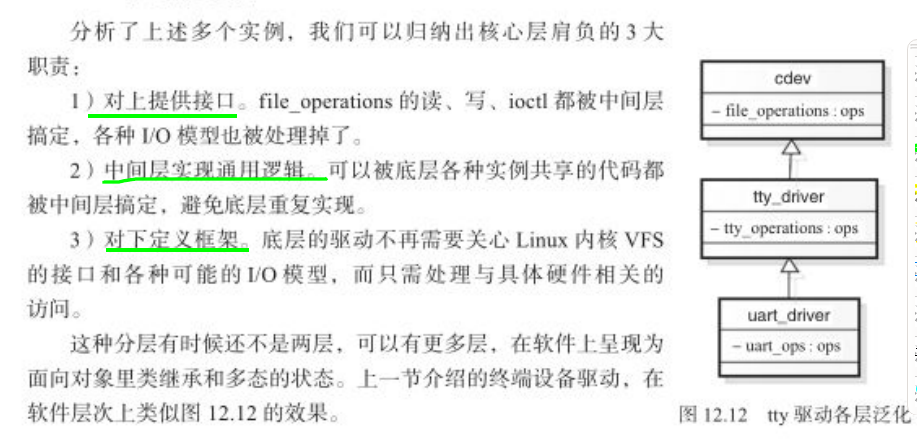 分析了上述多个实例，我们可以归纳出核心层肩负的 3 大
职责：
1）对上提供接口。file_operations 的读、写、ioctl 都被中间层
搞定，各种 I/O 模型也被处理掉了。
2）中间层实现通用逻辑。可以被底层各种实例共享的代码都
被中间层搞定，避免底层重复实现。
3）对下定义框架。底层的驱动不再需要关心 Linux 内核 VFS
的接口和各种可能的 I/O 模型，而只需处理与具体硬件相关的
访问。
这种分层有时候还不是两层，可以有更多层，在软件上呈现为
面向对象里类继承和多态的状态。上一节介绍的终端设备驱动，在
软件层次上类似图 12.12 的效果。
cdev
– file_operations : ops
tty_driver
– tty_operations : ops
uart_driver
– uart_ops : ops
图 12.12 tty 驱动各层泛化